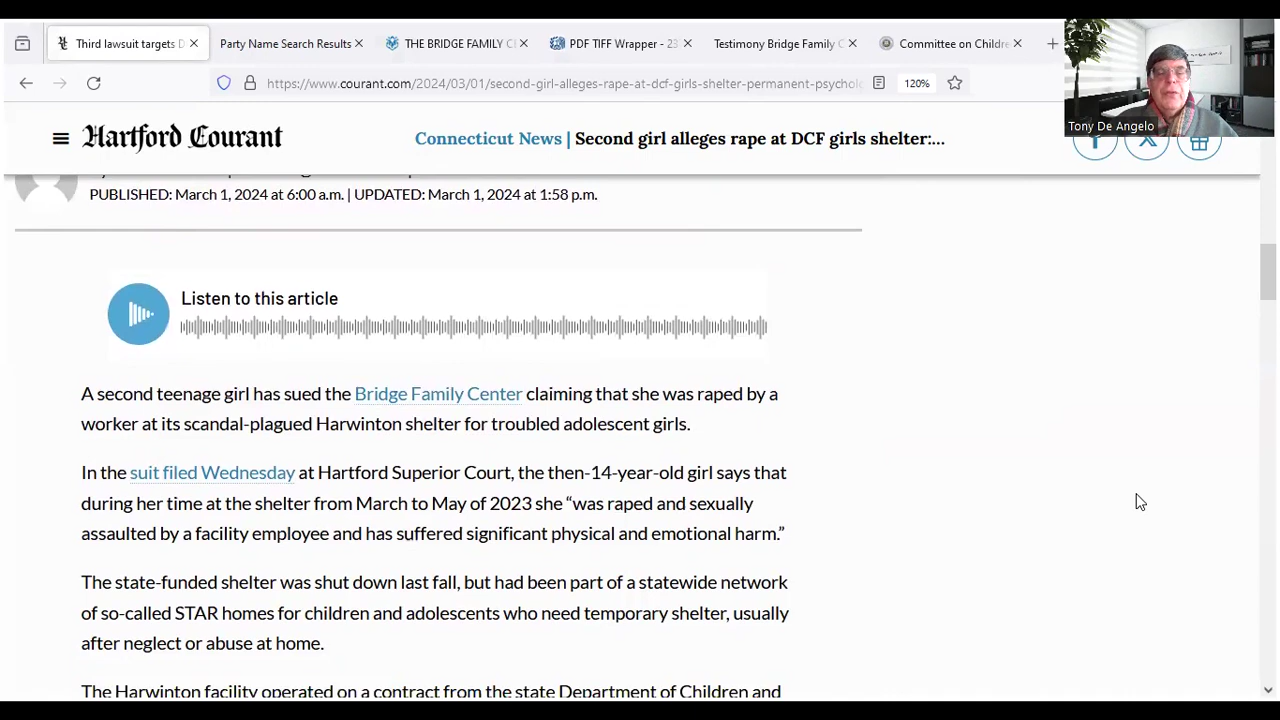 Third lawsuit targets D
Party Name Search Results
THE BRIDGE FAMILY C
PDF TIFF Wrapper - 23
Testimony Bridge Family C
Committee on Childre
https://www.courant.com/2024/03/
second-girl-alleges-rape-at-dcf-girls-shelter-permanent-psycholo
120%
Tony De Angelo
Hartford Courant
Connecticut News | Second girl alleges rape at DCF girls shelter:...
PUBLISHED: March 1, 2024 at 6:00 a.m. | UPDATED: March 1, 2024 at 1:58 p.m.
Listen to this article
A second teenage girl has sued the Bridge Family Center claiming that she was raped by a
worker at its scandal-plagued Harwinton shelter for troubled adolescent girls.
In the suit filed Wednesday at Hartford Superior Court, the then-14-year-old girl says that
during her time at the shelter from March to May of 2023 she “was raped and sexually
assaulted by a facility employee and has suffered significant physical and emotional harm.”
The state-funded shelter was shut down last fall, but had been part of a statewide network
of so-called STAR homes for children and adolescents who need temporary shelter, usually
after neglect or abuse at home.
The Harwinton facility operated on a contract from the state Department of Children and